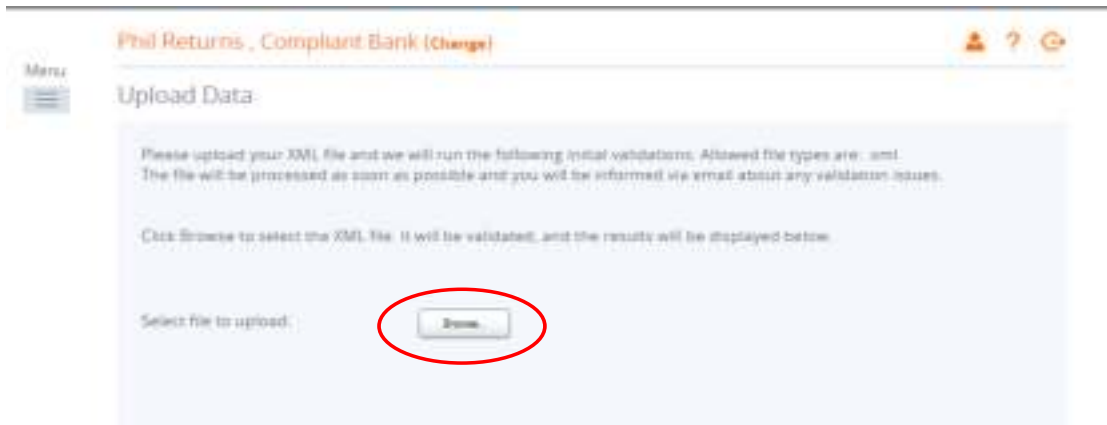 Phil Returns , Compliant Bank (Change)
Menu
Upload Data
Please upload your XML file and we will run the following initial validations. Allowed file types are: .xml
The file will be processed as soon as possible and you will be informed via email about any validation issues.
Click Browse to select the XML file. It will be validated, and the results will be displayed below.
Select file to upload: